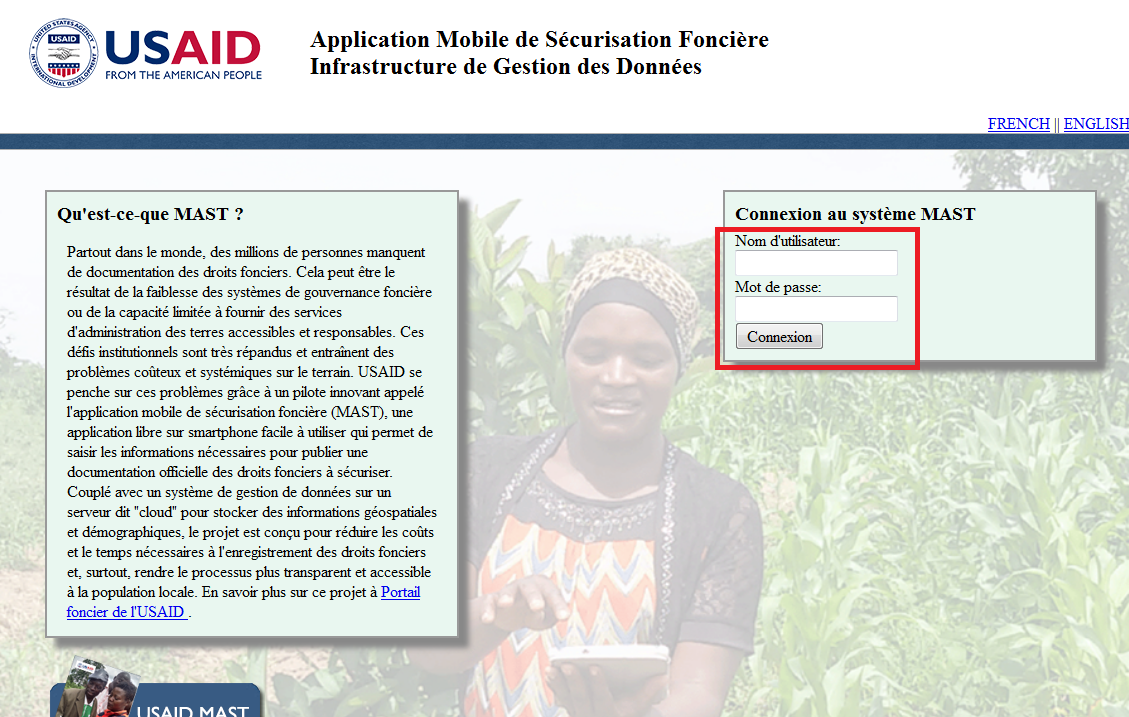 UNITED STATES AGENCY
USAID
INTERNATIONAL DEVELOPMENT
USAID
FROM THE AMERICAN PEOPLE
Application Mobile de Sécurisation Foncière
Infrastructure de Gestion des Données
FRENCH || ENGLISH
Qu'est-ce-que MAST ?
Partout dans le monde, des millions de personnes manquent
de documentation des droits fonciers. Cela peut être le
résultat de la faiblesse des systèmes de gouvernance foncière
ou de la capacité limitée à fournir des services
d'administration des terres accessibles et responsables. Ces
défis institutionnels sont très répandus et entraînent des
problèmes coûteux et systémiques sur le terrain. USAID se
penche sur ces problèmes grâce à un pilote innovant appelé
l'application mobile de sécurisation foncière (MAST), une
application libre sur smartphone facile à utiliser qui permet de
saisir les informations nécessaires pour publier une
documentation officielle des droits fonciers à sécuriser.
Couplé avec un système de gestion de données sur un
serveur dit "cloud" pour stocker des informations géospatiales
et démographiques, le projet est conçu pour réduire les coûts
et le temps nécessaires à l'enregistrement des droits fonciers
et, surtout, rendre le processus plus transparent et accessible
à la population locale. En savoir plus sur ce projet à Portail
foncier de l'USAID .
Connexion au système MAST
Nom d'utilisateur:
Mot de passe:
Connexion
USAID MAST